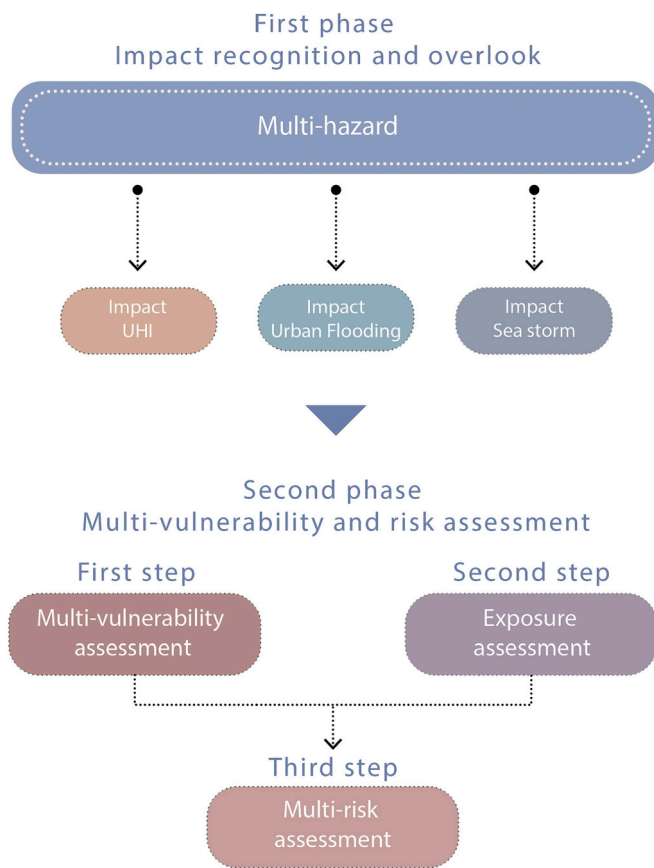 First phase
Impact recognition and overlook
Multi-hazard
Impact
UHI
Impact
Urban Flooding
Impact
Sea storm
Second phase
Multi-vulnerability and risk assessment
First step
Multi-vulnerability
assessment
Second step
Exposure
assessment
Third step
Multi-risk
assessment